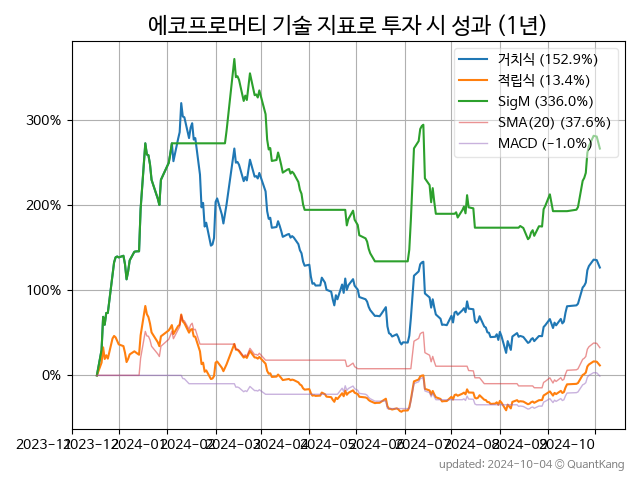 에코프로머티 기술 지표로 투자 시 성과 (1년)
거치식 (152.9%)
적립식 (13.4%)
SigM (336.0%)
SMA(20) (37.6%)
MACD (−1.0%)
300%
200%
100%
0%
2023-11 2023-12 2024-01 2024-02 2024-03 2024-04 2024-05 2024-06 2024-07 2024-08 2024-09 2024-10
updated: 2024-10-04 © QuantKang